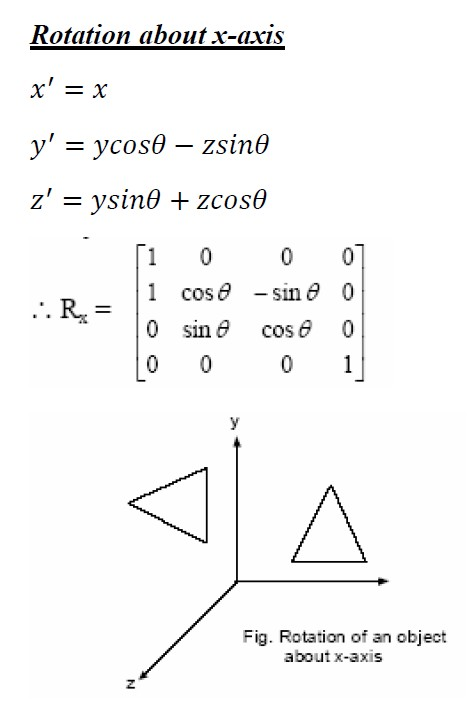 Rotation about x-axis
x′ = x
y′ = ycosθ − zsinθ
z′ = ysinθ + zcosθ
∴ Rx =
1 0 0 0
1 cos θ − sin θ 0
0 sin θ cos θ 0
0 0 0 1
y
z
Fig. Rotation of an object
about x-axis